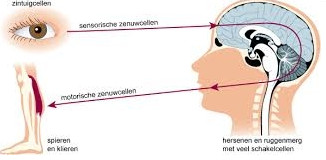 zintuigcellen
sensorische zenuwcellen
motorische zenuwcellen
spieren
en klieren
hersenen en ruggenmerg
met veel schakelcellen